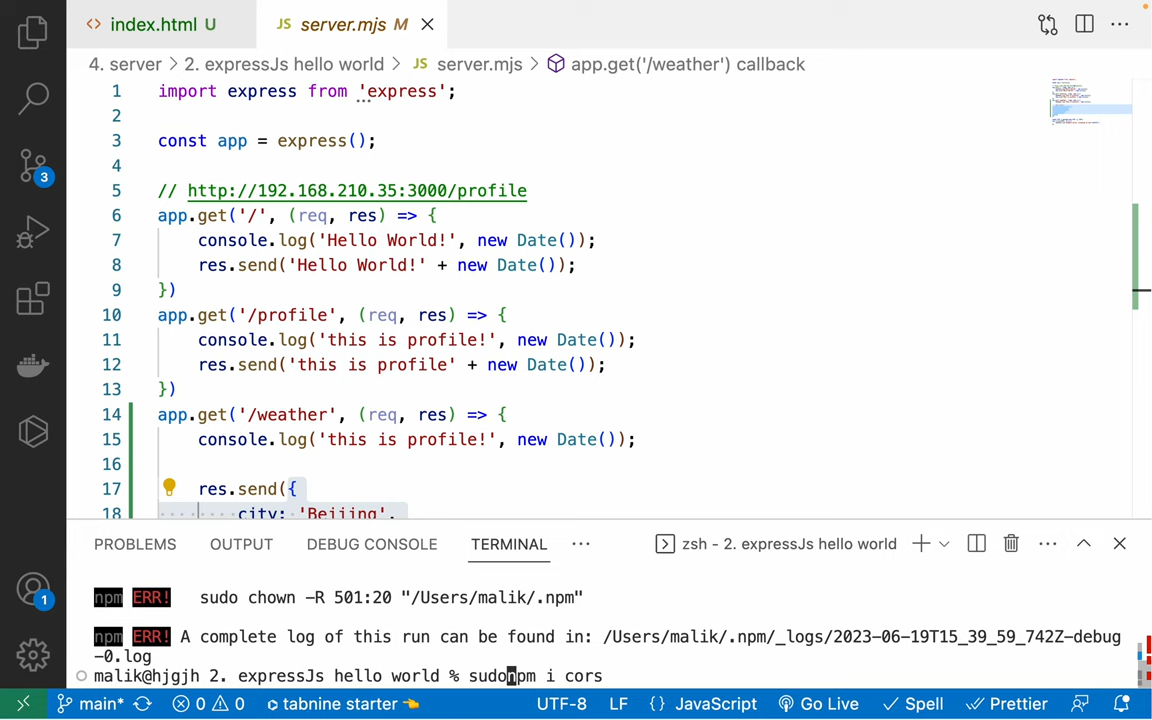 index.html U
JS server.mjs M
4. server > 2. expressJs hello world > JS server.mjs > app.get('/weather') callback
1 import express from 'express';
2
3 const app = express();
4
5 // http://192.168.210.35:3000/profile
6 app.get('/', (req, res) => {
7 console.log('Hello World!', new Date());
8 res.send('Hello World!' + new Date());
9 })
10 app.get('/profile', (req, res) => {
11 console.log('this is profile!', new Date());
12 res.send('this is profile' + new Date());
13 })
14 app.get('/weather', (req, res) => {
15 console.log('this is profile!', new Date());
16
17 res.send({
18 city: 'Beijing',
3
1
PROBLEMS OUTPUT DEBUG CONSOLE TERMINAL ··· zsh - 2. expressJs hello world
npm ERR! sudo chown -R 501:20 "/Users/malik/.npm"
npm ERR! A complete log of this run can be found in: /Users/malik/.npm/_logs/2023-06-19T15_39_59_742Z-debug
-0.log
malik@hjgjh 2. expressJs hello world % sudonpm i cors
main* 0 0 tabnine starter UTF-8 LF {} JavaScript Go Live Spell Prettier